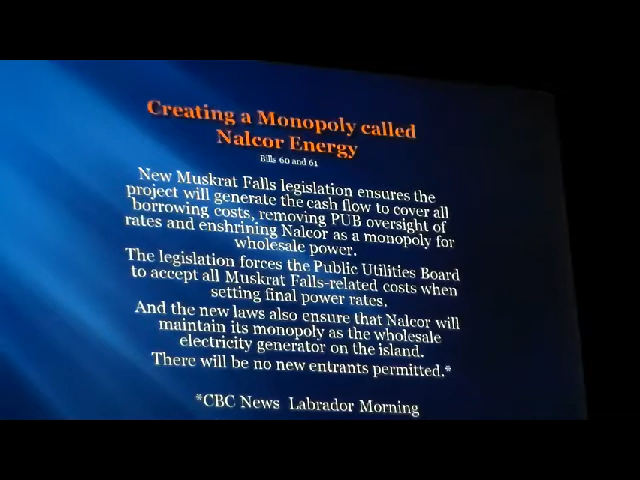 Creating a Monopoly called
Nalcor Energy
Bills 60 and 61
New Muskrat Falls legislation ensures the
project will generate the cash flow to cover all
borrowing costs, removing PUB oversight of
rates and enshrining Nalcor as a monopoly for
wholesale power.
The legislation forces the Public Utilities Board
to accept all Muskrat Falls-related costs when
setting final power rates.
And the new laws also ensure that Nalcor will
maintain its monopoly as the wholesale
electricity generator on the island.
There will be no new entrants permitted.*
*CBC News Labrador Morning